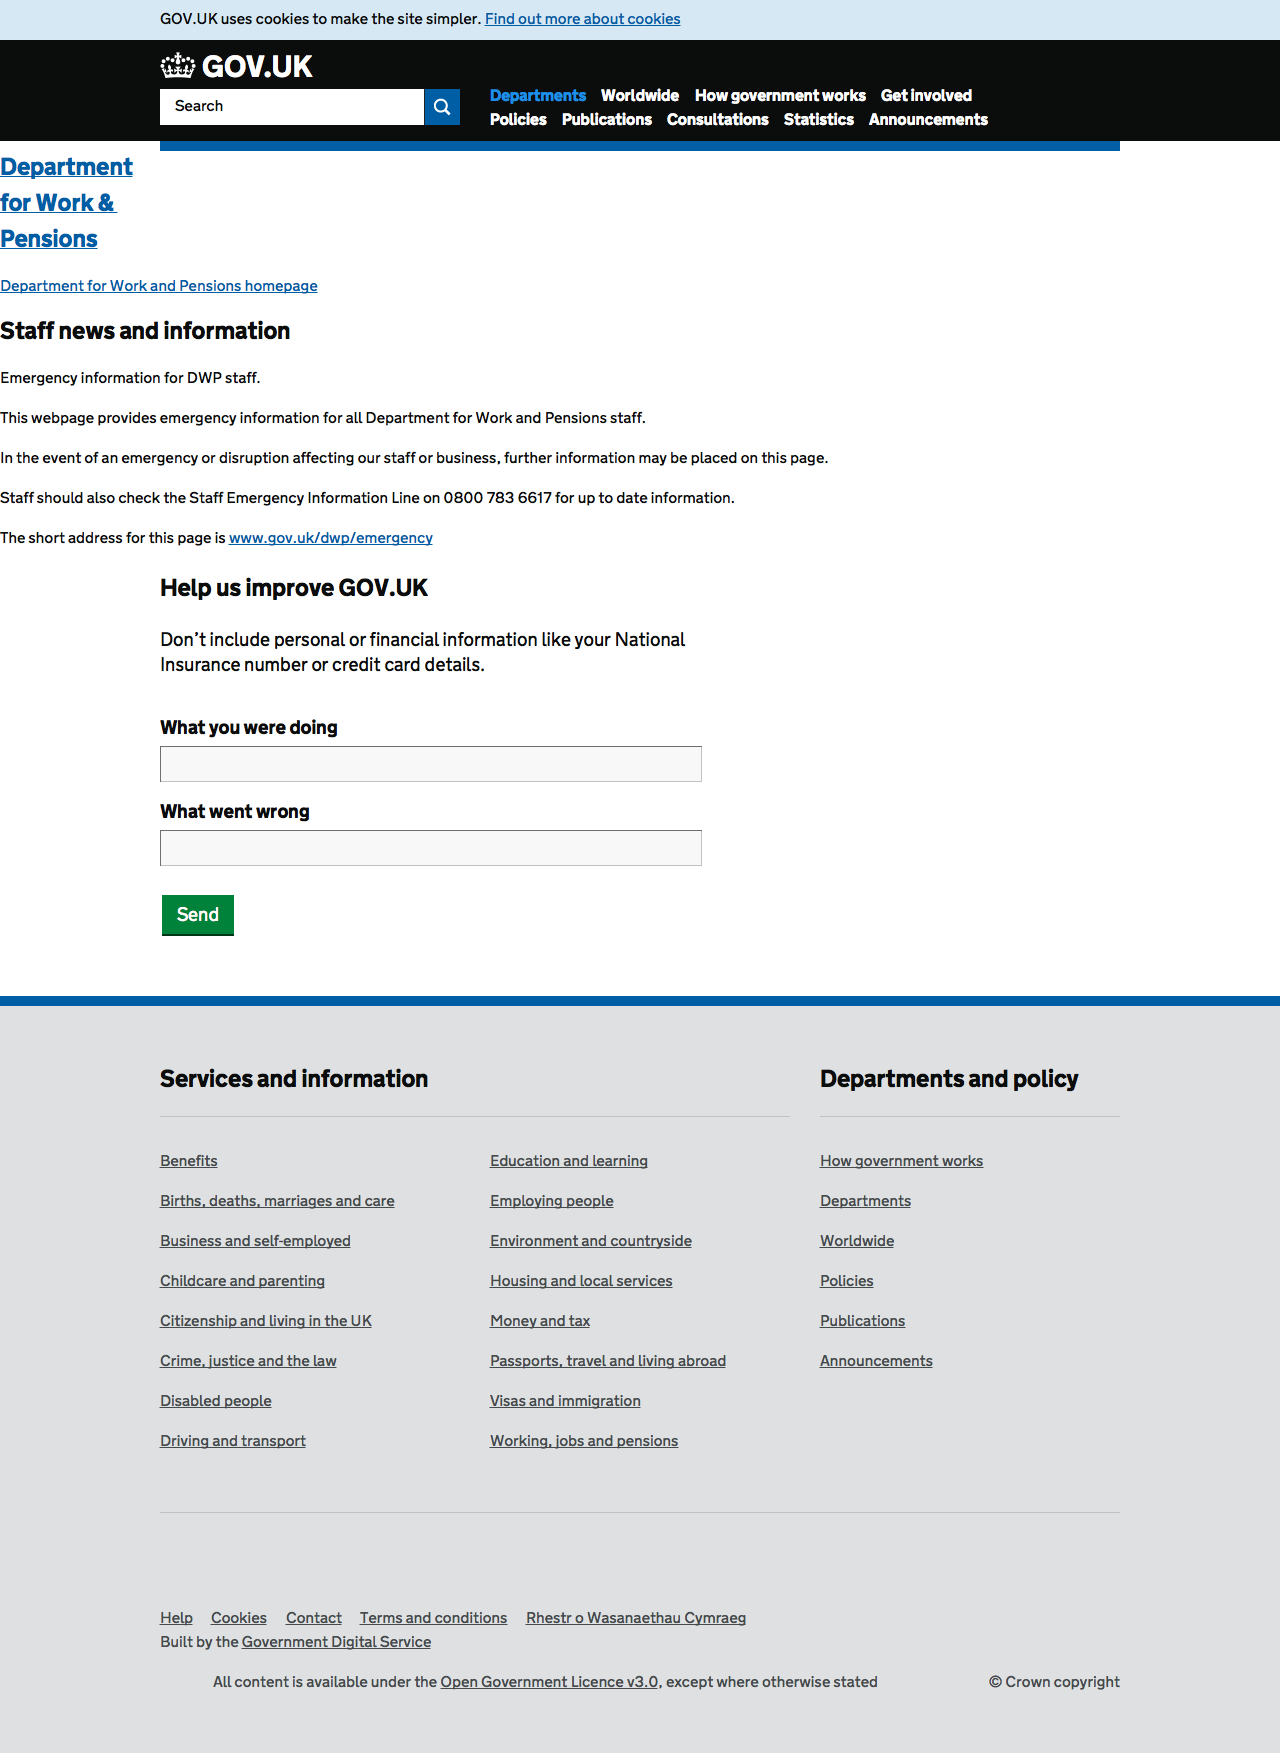 GOV.UK uses cookies to make the site simpler. Find out more about cookies
GOV.UK
Search
Departments Worldwide How government works Get involved
Policies Publications Consultations Statistics Announcements
Department
for Work &
Pensions
Department for Work and Pensions homepage
Staff news and information
Emergency information for DWP staff.
This webpage provides emergency information for all Department for Work and Pensions staff.
In the event of an emergency or disruption affecting our staff or business, further information may be placed on this page.
Staff should also check the Staff Emergency Information Line on 0800 783 6617 for up to date information.
The short address for this page is www.gov.uk/dwp/emergency
Help us improve GOV.UK
Don’t include personal or financial information like your National
Insurance number or credit card details.
What you were doing
What went wrong
Send
Services and information
Benefits
Births, deaths, marriages and care
Business and self-employed
Childcare and parenting
Citizenship and living in the UK
Crime, justice and the law
Disabled people
Driving and transport
Education and learning
Employing people
Environment and countryside
Housing and local services
Money and tax
Passports, travel and living abroad
Visas and immigration
Working, jobs and pensions
Departments and policy
How government works
Departments
Worldwide
Policies
Publications
Announcements
Help Cookies Contact Terms and conditions Rhestr o Wasanaethau Cymraeg
Built by the Government Digital Service
All content is available under the Open Government Licence v3.0, except where otherwise stated
© Crown copyright